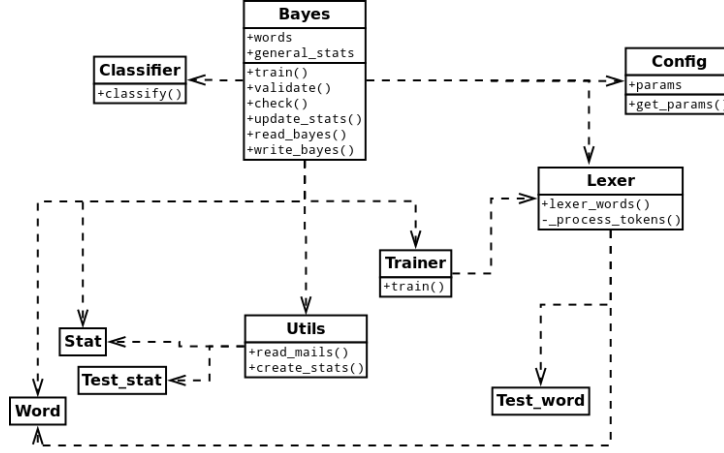 Bayes
+words
+general_stats
+train()
+validate()
+check()
+update_stats()
+read_bayes()
+write_bayes()
Classifier
+classify()
Config
+params
+get_params()
Lexer
+lexer_words()
-_process_tokens()
Trainer
+train()
Utils
+read_mails()
+create_stats()
Stat
Test_stat
Word
Test_word